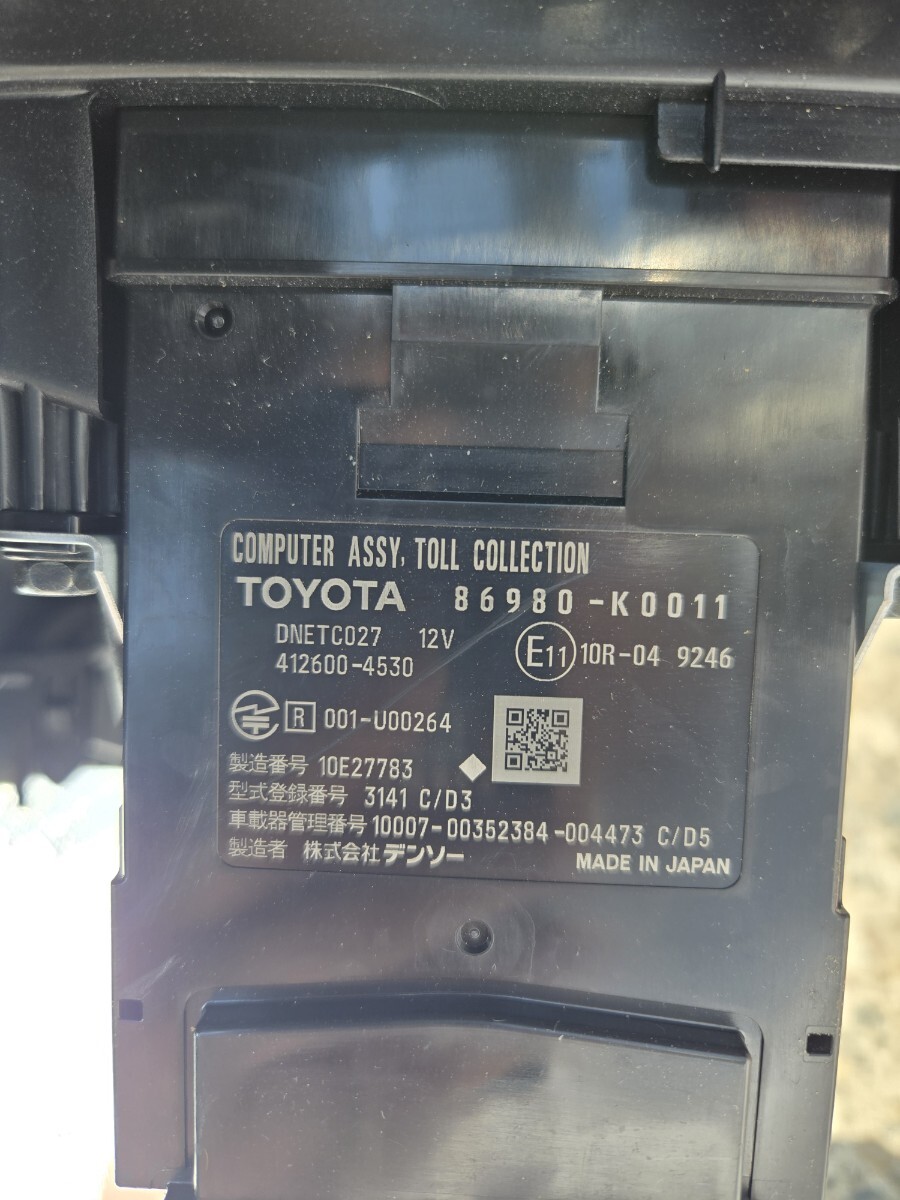 COMPUTER ASSY, TOLL COLLECTION
TOYOTA 86980-K0011
DNETC027 12V
412600-4530
E11 10R-04 9246
R 001-U00264
製造番号 10E27783
型式登録番号 3141 C/D3
車載器管理番号 10007-00352384-004473 C/D5
製造者 株式会社 デンソー
MADE IN JAPAN